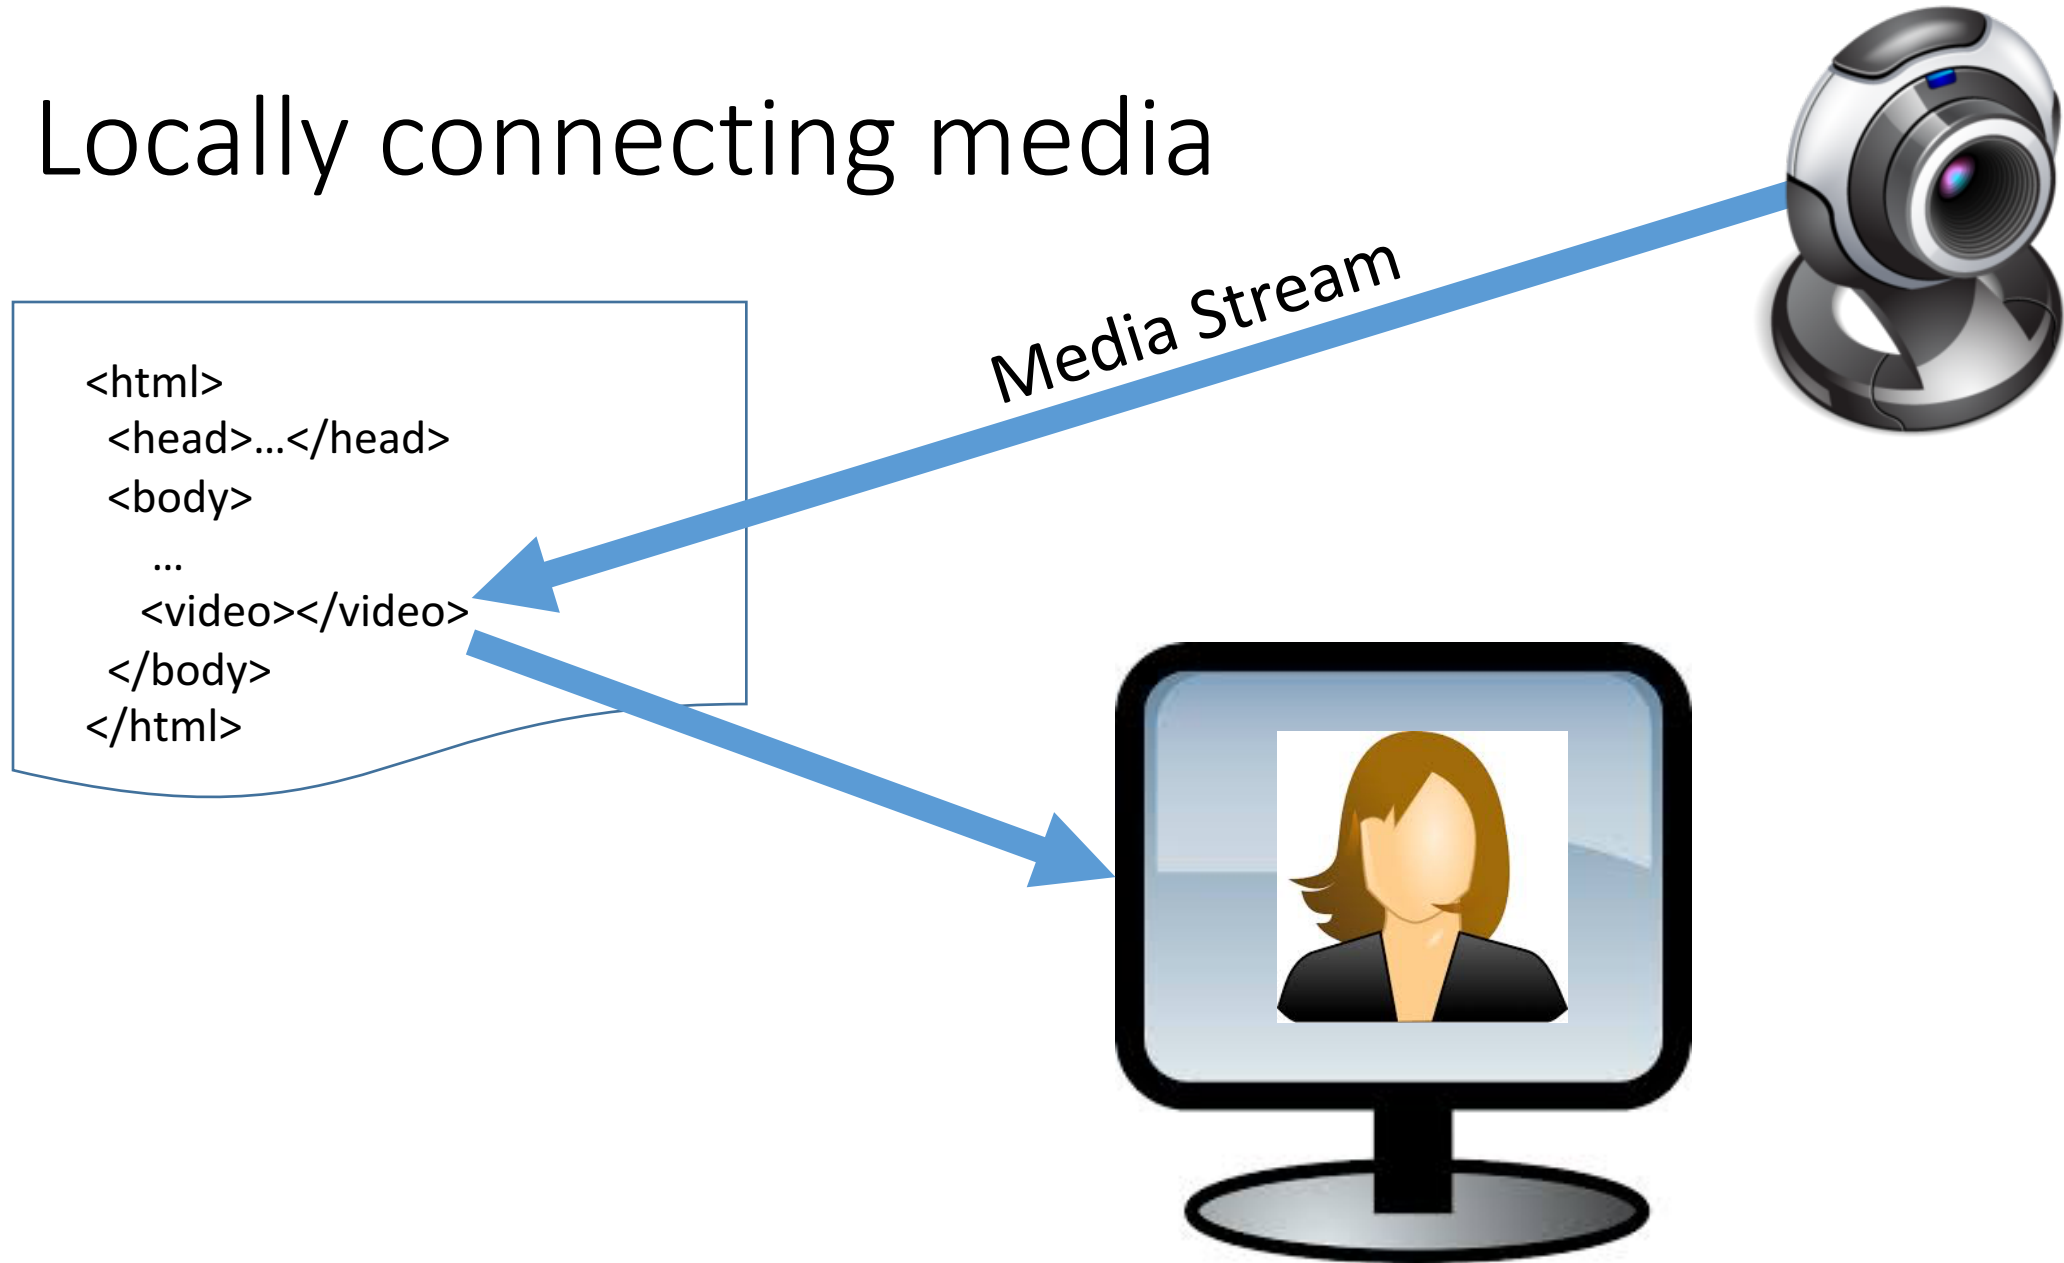 Locally connecting media
Media Stream
<html>
<head>...</head>
<body>
...
<video></video>
</body>
</html>